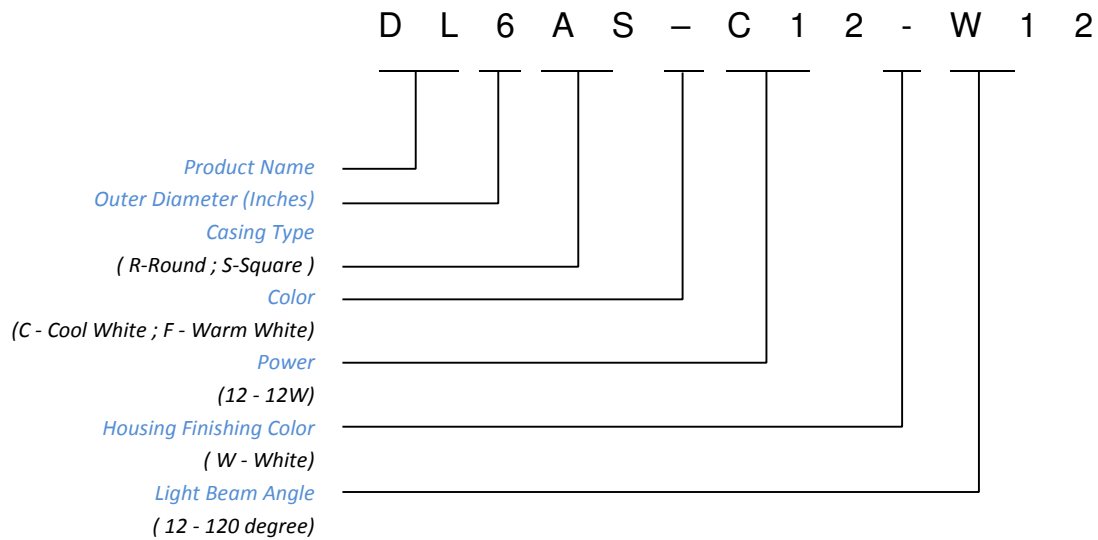 D L 6 A S – C 1 2 - W 1 2
Product Name
Outer Diameter (Inches)
Casing Type
( R-Round ; S-Square )
Color
(C - Cool White ; F - Warm White)
Power
(12 - 12W)
Housing Finishing Color
( W - White)
Light Beam Angle
( 12 - 120 degree)